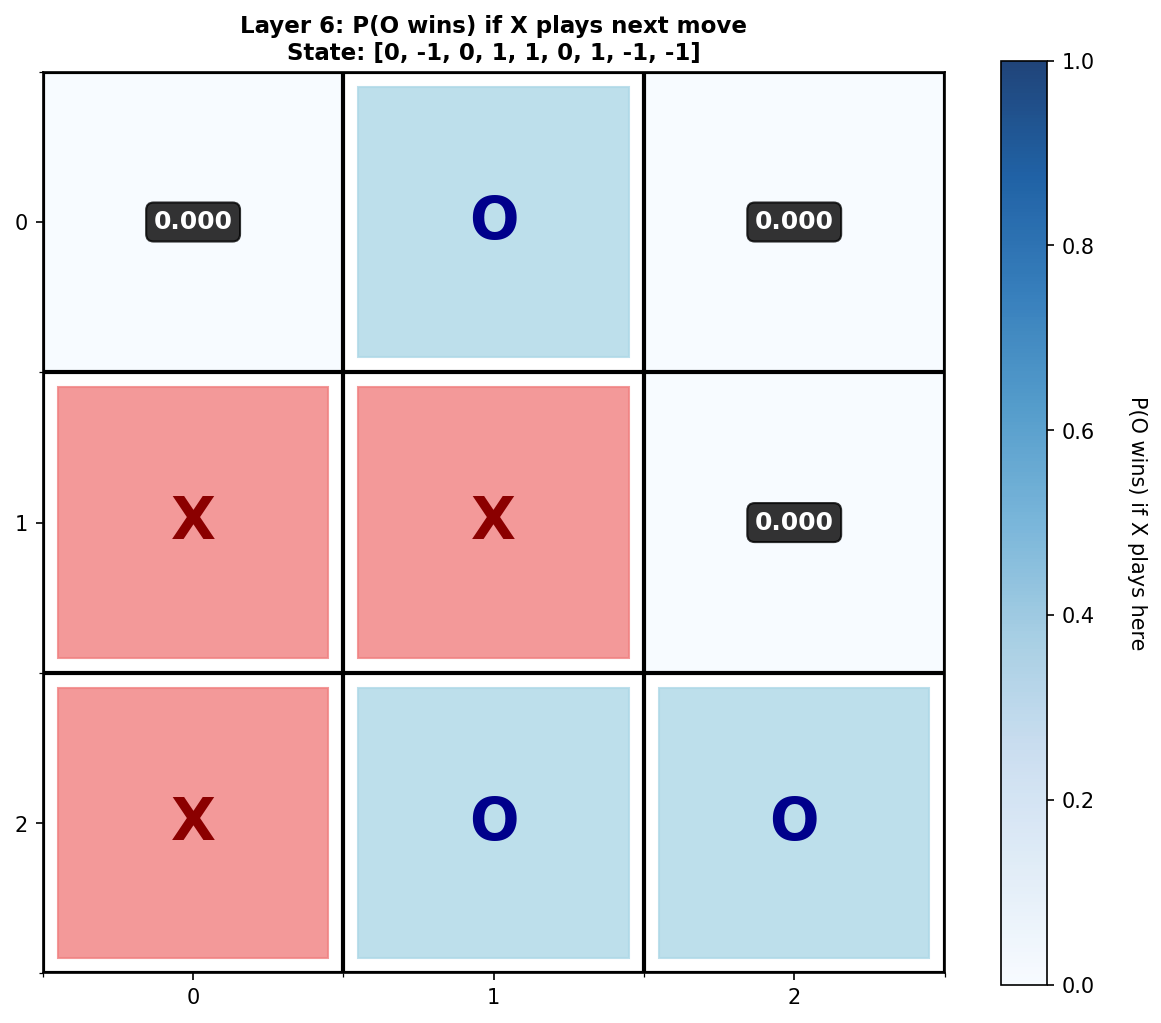 Layer 6: P(O wins) if X plays next move
State: [0, -1, 0, 1, 1, 0, 1, -1, -1]
0
0.000
O
0.000
1
X
X
0.000
2
X
O
O
0
1
2
1.0
0.8
0.6
0.4
0.2
0.0
P(O wins) if X plays here